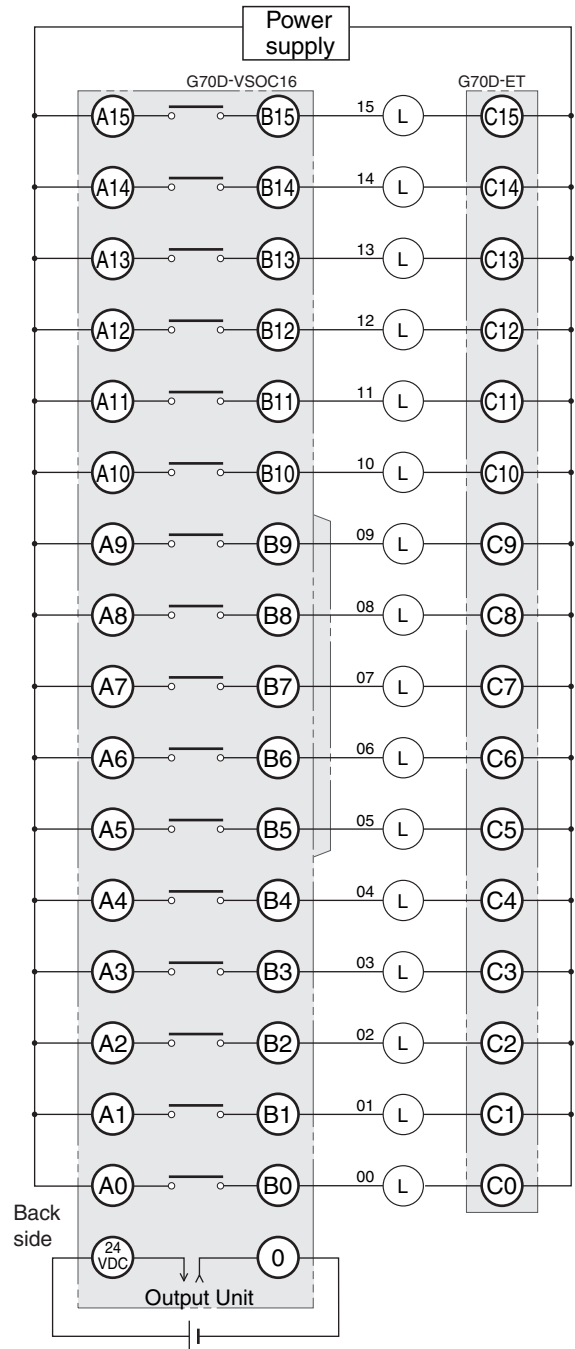 Power
supply
G70D-VSOC16 G70D-ET
A15 B15 15 L C15
A14 B14 14 L C14
A13 B13 13 L C13
A12 B12 12 L C12
A11 B11 11 L C11
A10 B10 10 L C10
A9 B9 09 L C9
A8 B8 08 L C8
A7 B7 07 L C7
A6 B6 06 L C6
A5 B5 05 L C5
A4 B4 04 L C4
A3 B3 03 L C3
A2 B2 02 L C2
A1 B1 01 L C1
A0 B0 00 L C0
Back
side
24
VDC 0
Output Unit